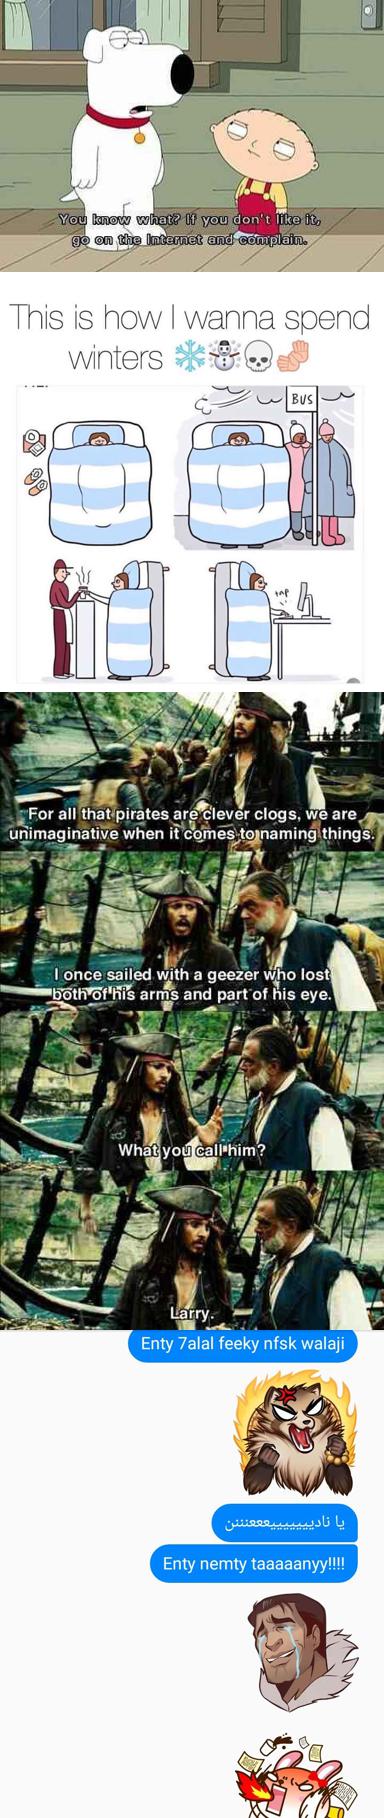 You know what? If you don't like it,
go on the Internet and complain.
This is how I wanna spend
winters ❄️☃️💀👏🏻
BUS
tap
For all that pirates are clever clogs, we are
unimaginative when it comes to naming things.
I once sailed with a geezer who lost
both of his arms and part of his eye.
What you call him?
Larry.
Enty 7alal feeky nfsk walaji
يا ناديييييييييعععنننن
Enty nemty taaaaanyy!!!!